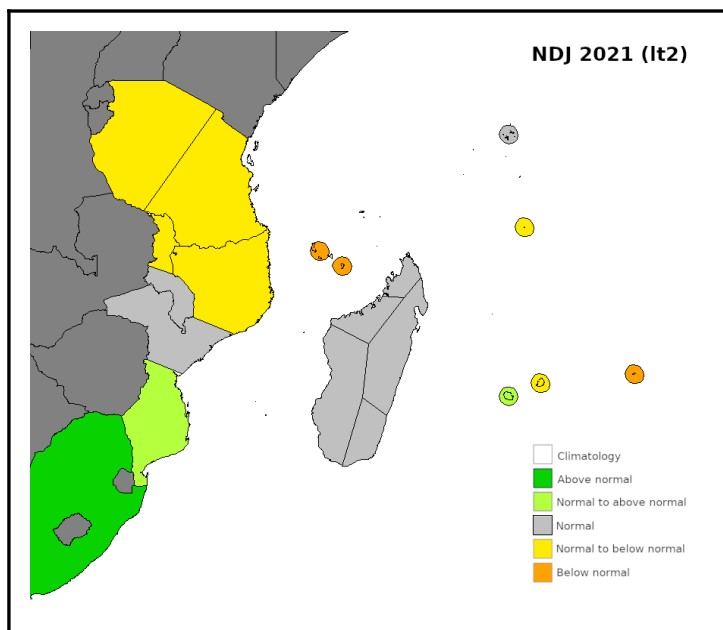 NDJ 2021 (lt2)
Climatology
Above normal
Normal to above normal
Normal
Normal to below normal
Below normal